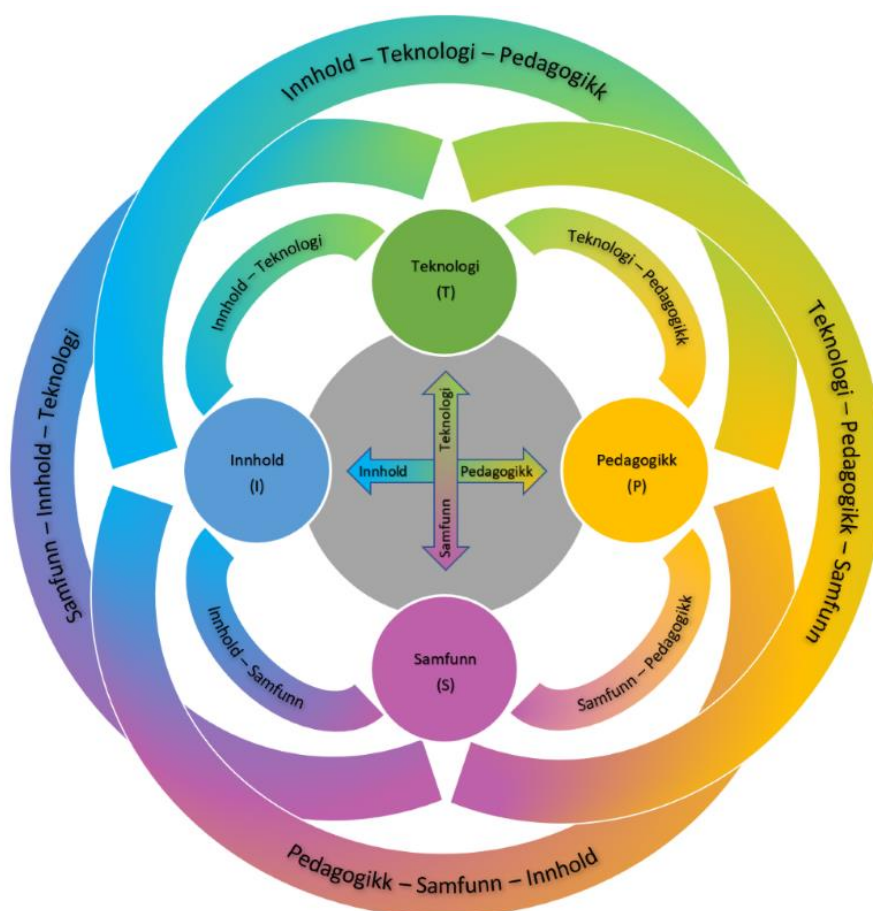 Innhold – Teknologi – Pedagogikk
Innhold – Teknologi
Teknologi – Pedagogikk
Teknologi
(T)
Samfunn – Innhold – Teknologi
Teknologi – Pedagogikk – Samfunn
Innhold
(I)
Teknologi
Innhold
Pedagogikk
Samfunn
Pedagogikk
(P)
Innhold – Samfunn
Samfunn – Pedagogikk
Samfunn
(S)
Pedagogikk – Samfunn – Innhold